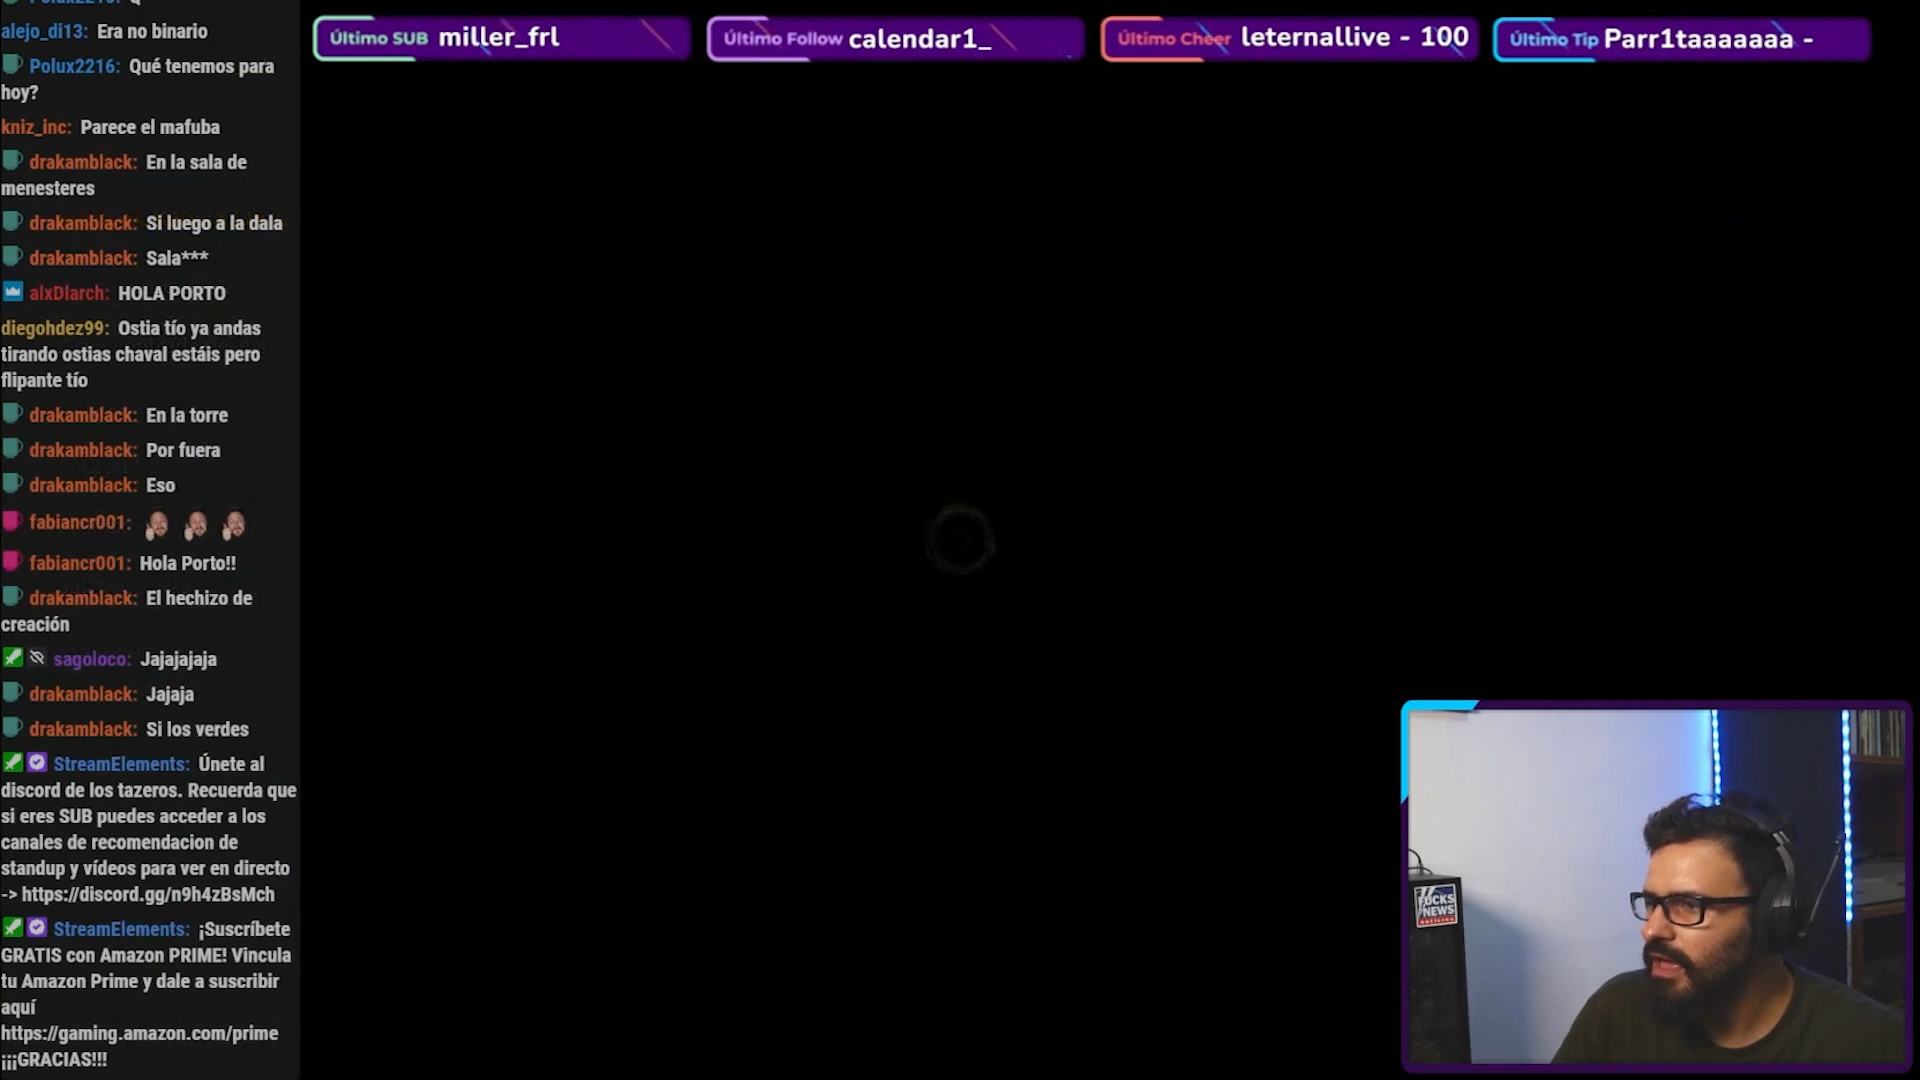 Último SUB miller_frl
Último Follow calendar1_
Último Cheer leternallive - 100
Último Tip Parr1taaaaaaa -
alejo_di13: Era no binario
Polux2216: Qué tenemos para
hoy?
kniz_inc: Parece el mafuba
drakamblack: En la sala de
menesteres
drakamblack: Si luego a la dala
drakamblack: Sala***
alxDlarch: HOLA PORTO
diegohdez99: Ostia tío ya andas
tirando ostias chaval estáis pero
flipante tío
drakamblack: En la torre
drakamblack: Por fuera
drakamblack: Eso
fabiancr001:
fabiancr001: Hola Porto!!
drakamblack: El hechizo de
creación
sagoloco: Jajajajaja
drakamblack: Jajaja
drakamblack: Si los verdes
StreamElements: Únete al
discord de los tazeros. Recuerda que
si eres SUB puedes acceder a los
canales de recomendacion de
standup y vídeos para ver en directo
-> https://discord.gg/n9h4zBsMch
StreamElements: ¡Suscríbete
GRATIS con Amazon PRIME! Vincula
tu Amazon Prime y dale a suscribir
aquí
https://gaming.amazon.com/prime
¡¡¡GRACIAS!!!
FUCKS
NEWS